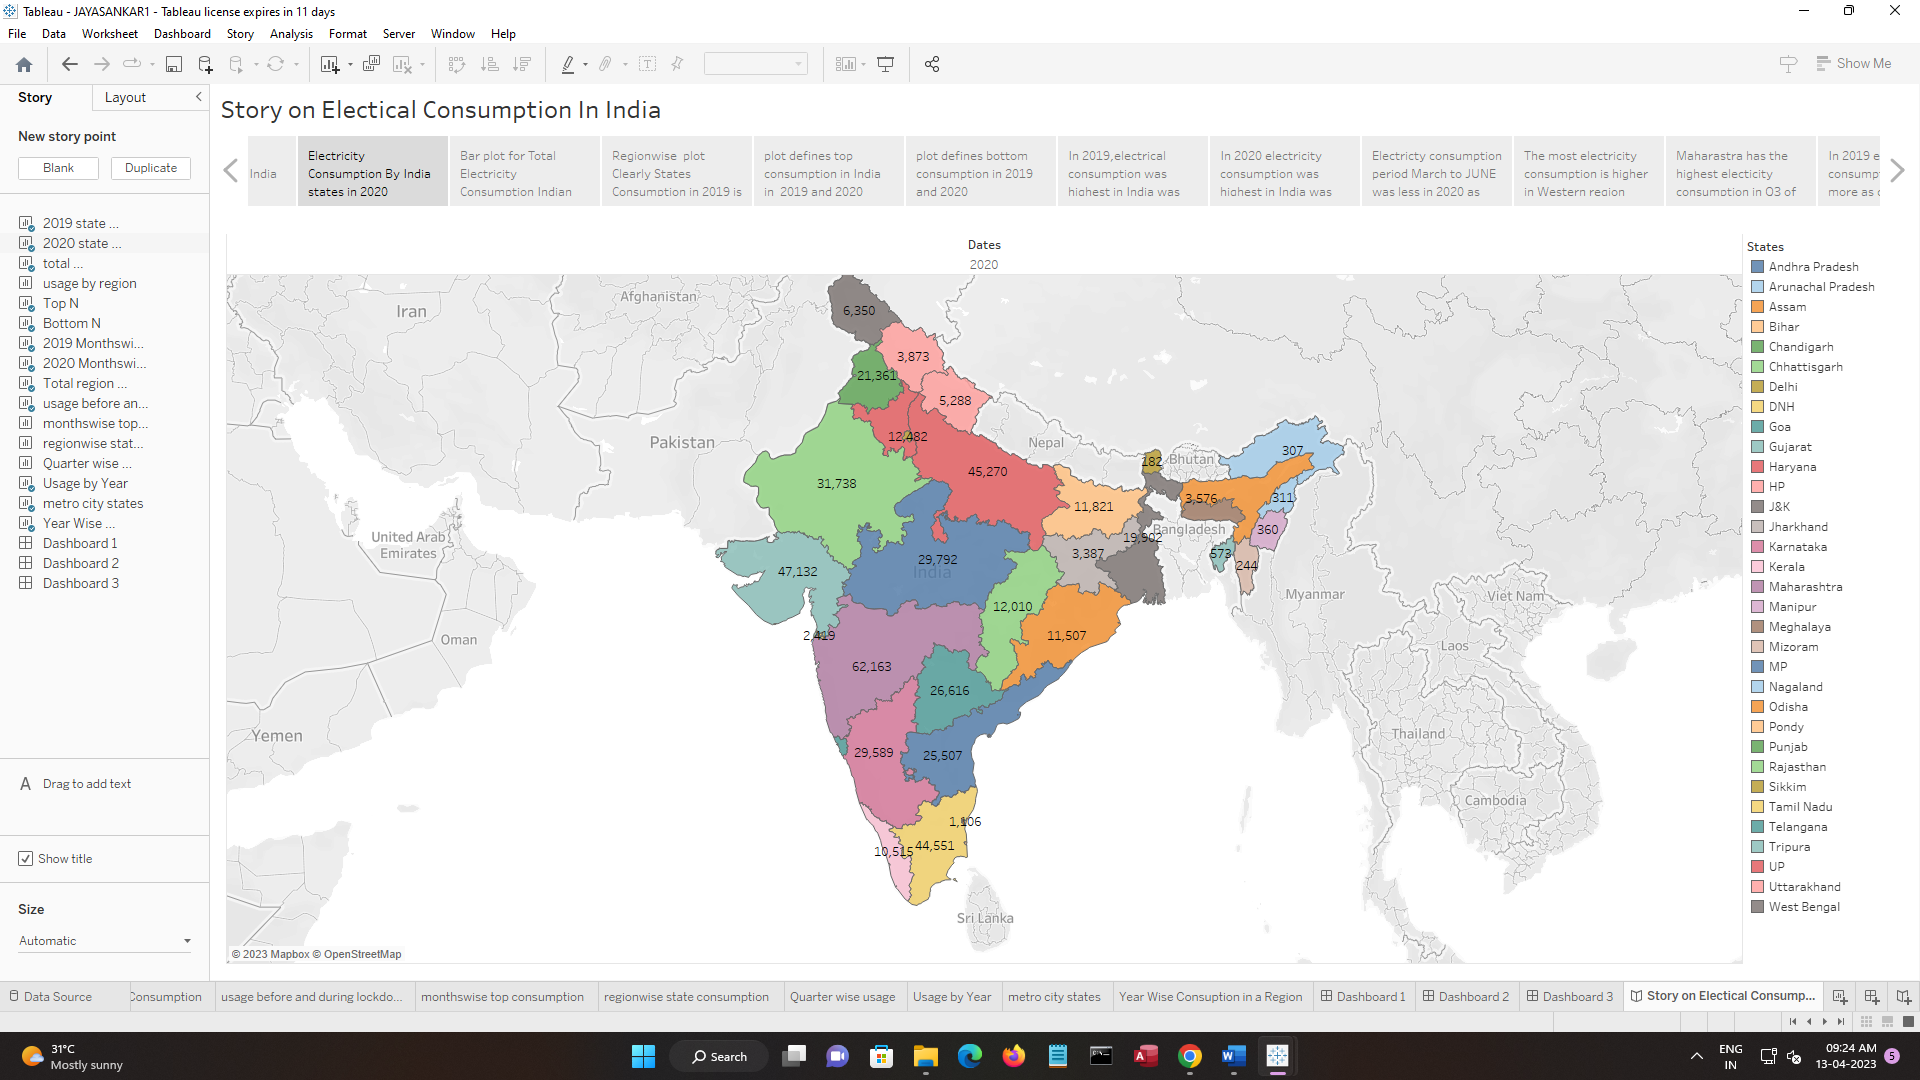 Tableau - JAYASANKAR1 - Tableau license expires in 11 days
File Data Worksheet Dashboard Story Analysis Format Server Window Help
Show Me
Story Layout
New story point
Blank Duplicate
2019 state ...
2020 state ...
total ...
usage by region
Top N
Bottom N
2019 Monthswi...
2020 Monthswi...
Total region ...
usage before an...
monthswise top...
regionwise stat...
Quarter wise ...
Usage by Year
metro city states
Year Wise ...
Dashboard 1
Dashboard 2
Dashboard 3
A Drag to add text
Show title
Size
Automatic
Story on Electical Consumption In India
India
Electricity
Consumption By India
states in 2020
Bar plot for Total
Electricity
Consumption Indian
Regionwise plot
Clearly States
Consumption in 2019 is
plot defines top
consumption in India
in 2019 and 2020
plot defines bottom
consumption in 2019
and 2020
In 2019,electrical
consumption was
highest in India was
In 2020 electricity
consumption was
highest in India was
Electricty consumption
period March to JUNE
was less in 2020 as
The most electricity
consumption is higher
in Western region
Maharastra has the
highest electicity
consumption in Q3 of
In 2019 e
consump
more as c
Dates
2020
Afghanistan
Iran
Pakistan
Nepal
Bhutan
Bangladesh
United Arab
Emirates
India
Oman
Yemen
Myanmar
Viet Nam
Laos
Thailand
Cambodia
Sri Lanka
6,350
3,873
21,361
5,288
12,482
45,270
31,738
182
307
11,821
3,576
311
360
19,902
3,387
573
244
29,792
47,132
12,010
11,507
2,419
62,163
26,616
29,589
25,507
1,106
10,515
44,551
© 2023 Mapbox © OpenStreetMap
States
Andhra Pradesh
Arunachal Pradesh
Assam
Bihar
Chandigarh
Chhattisgarh
Delhi
DNH
Goa
Gujarat
Haryana
HP
J&K
Jharkhand
Karnataka
Kerala
Maharashtra
Manipur
Meghalaya
Mizoram
MP
Nagaland
Odisha
Pondy
Punjab
Rajasthan
Sikkim
Tamil Nadu
Telangana
Tripura
UP
Uttarakhand
West Bengal
Data Source Consumption usage before and during lockdo... monthswise top consumption regionwise state consumption Quarter wise usage Usage by Year metro city states Year Wise Consuption in a Region Dashboard 1 Dashboard 2 Dashboard 3 Story on Electical Consump...
31°C
Mostly sunny
Search
ENG
IN
09:24 AM
13-04-2023
5